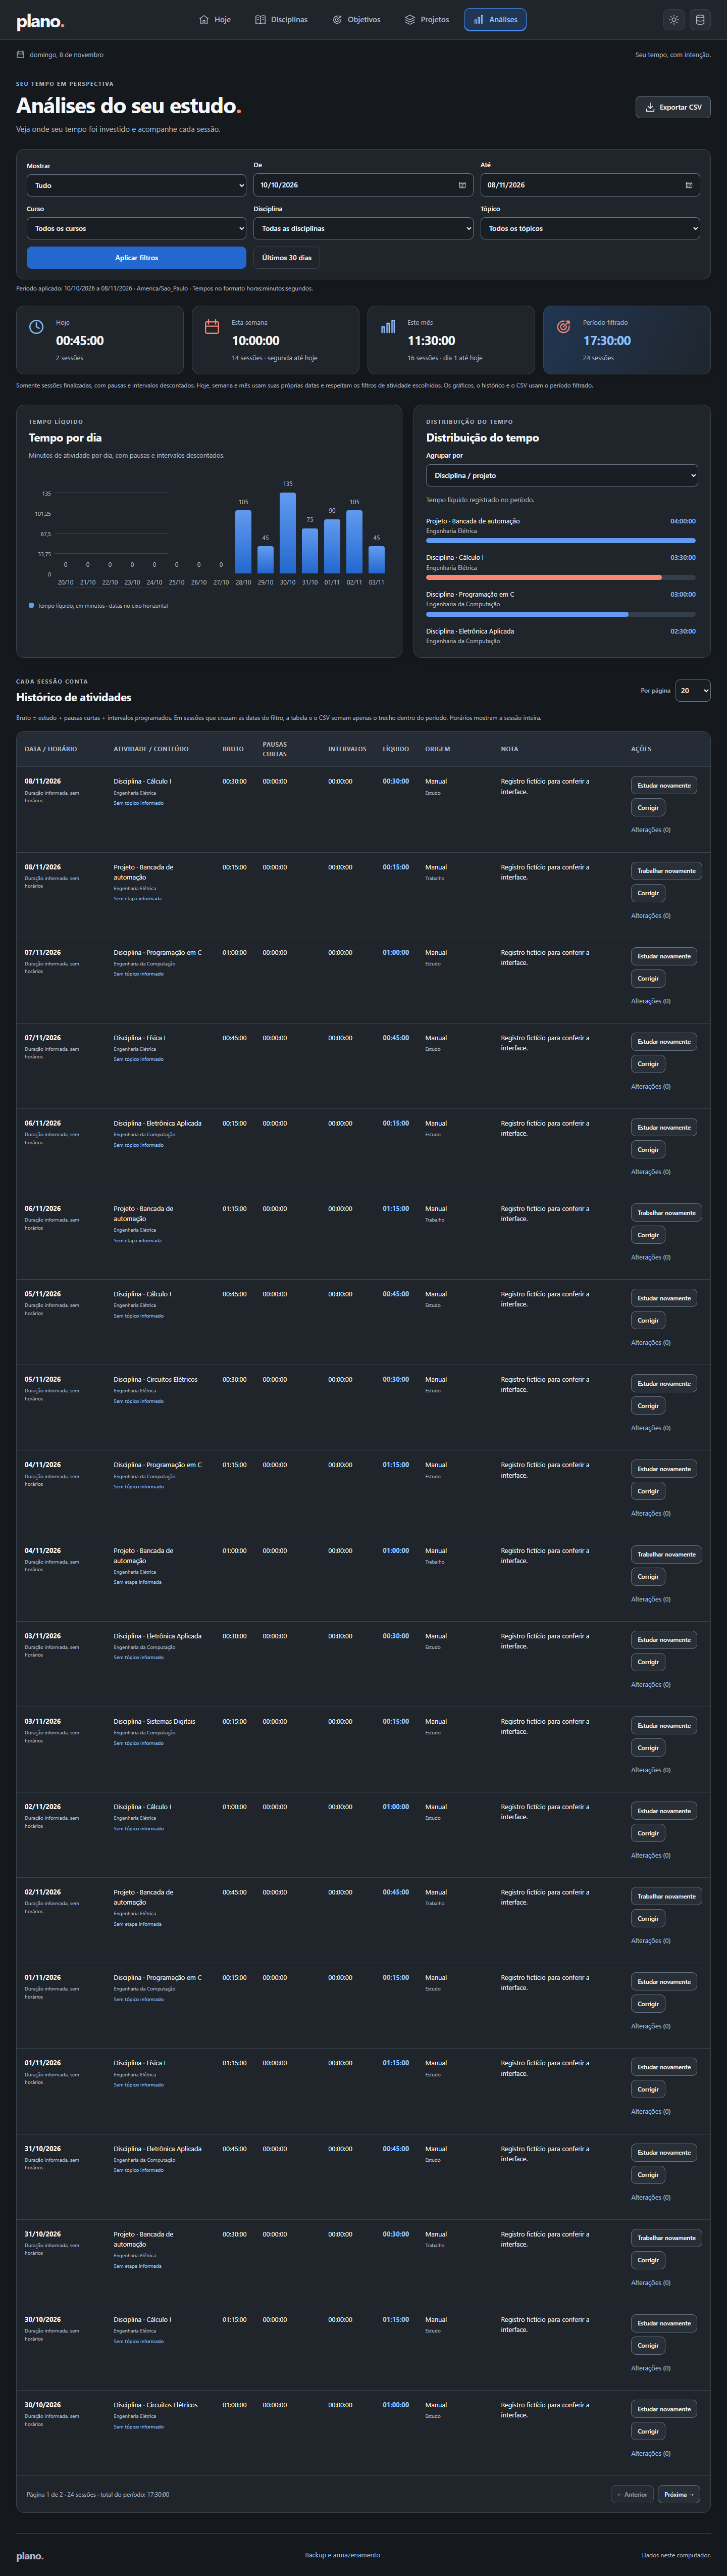 plano.
Hoje
Disciplinas
Objetivos
Projetos
Análises
domingo, 8 de novembro
Seu tempo, com intenção.
SEU TEMPO EM PERSPECTIVA
Análises do seu estudo.
Veja onde seu tempo foi investido e acompanhe cada sessão.
Exportar CSV
Mostrar
De
Até
Tudo
10/10/2026
08/11/2026
Curso
Disciplina
Tópico
Todos os cursos
Todas as disciplinas
Todos os tópicos
Aplicar filtros
Últimos 30 dias
Período aplicado: 10/10/2026 a 08/11/2026 · America/Sao_Paulo · Tempos no formato horas:minutos:segundos.
Hoje
00:45:00
2 sessões
Esta semana
10:00:00
14 sessões · segunda até hoje
Este mês
11:30:00
16 sessões · dia 1 até hoje
Período filtrado
17:30:00
24 sessões
Somente sessões finalizadas, com pausas e intervalos descontados. Hoje, semana e mês usam suas próprias datas e respeitam os filtros de atividade escolhidos. Os gráficos, o histórico e o CSV usam o período filtrado.
TEMPO LÍQUIDO
Tempo por dia
Minutos de atividade por dia, com pausas e intervalos descontados.
135
101,25
67,5
33,75
0
0 0 0 0 0 0 0 0 105 45 135 75 90 105 45
20/10 21/10 22/10 23/10 24/10 25/10 26/10 27/10 28/10 29/10 30/10 31/10 01/11 02/11 03/11
Tempo líquido, em minutos · datas no eixo horizontal
DISTRIBUIÇÃO DO TEMPO
Distribuição do tempo
Agrupar por
Disciplina / projeto
Tempo líquido registrado no período.
Projeto · Bancada de automação 04:00:00
Engenharia Elétrica
Disciplina · Cálculo I 03:30:00
Engenharia Elétrica
Disciplina · Programação em C 03:00:00
Engenharia da Computação
Disciplina · Eletrônica Aplicada 02:30:00
Engenharia da Computação
CADA SESSÃO CONTA
Histórico de atividades
Por página
20
Bruto = estudo + pausas curtas + intervalos programados. Em sessões que cruzam as datas do filtro, a tabela e o CSV somam apenas o trecho dentro do período. Horários mostram a sessão inteira.
DATA / HORÁRIO ATIVIDADE / CONTEÚDO BRUTO PAUSAS CURTAS INTERVALOS LÍQUIDO ORIGEM NOTA AÇÕES
08/11/2026 Disciplina · Cálculo I 00:30:00 00:00:00 00:00:00 00:30:00 Manual Registro fictício para conferir a interface. Estudar novamente
Duração informada, sem horários Engenharia Elétrica Estudo
Sem tópico informado Corrigir
Alterações (0)
08/11/2026 Projeto · Bancada de automação 00:15:00 00:00:00 00:00:00 00:15:00 Manual Registro fictício para conferir a interface. Trabalhar novamente
Duração informada, sem horários Engenharia Elétrica Trabalho
Sem etapa informada Corrigir
Alterações (0)
07/11/2026 Disciplina · Programação em C 01:00:00 00:00:00 00:00:00 01:00:00 Manual Registro fictício para conferir a interface. Estudar novamente
Duração informada, sem horários Engenharia da Computação Estudo
Sem tópico informado Corrigir
Alterações (0)
07/11/2026 Disciplina · Física I 00:45:00 00:00:00 00:00:00 00:45:00 Manual Registro fictício para conferir a interface. Estudar novamente
Duração informada, sem horários Engenharia Elétrica Estudo
Sem tópico informado Corrigir
Alterações (0)
06/11/2026 Disciplina · Eletrônica Aplicada 00:15:00 00:00:00 00:00:00 00:15:00 Manual Registro fictício para conferir a interface. Estudar novamente
Duração informada, sem horários Engenharia da Computação Estudo
Sem tópico informado Corrigir
Alterações (0)
06/11/2026 Projeto · Bancada de automação 01:15:00 00:00:00 00:00:00 01:15:00 Manual Registro fictício para conferir a interface. Trabalhar novamente
Duração informada, sem horários Engenharia Elétrica Trabalho
Sem etapa informada Corrigir
Alterações (0)
05/11/2026 Disciplina · Cálculo I 00:45:00 00:00:00 00:00:00 00:45:00 Manual Registro fictício para conferir a interface. Estudar novamente
Duração informada, sem horários Engenharia Elétrica Estudo
Sem tópico informado Corrigir
Alterações (0)
05/11/2026 Disciplina · Circuitos Elétricos 00:30:00 00:00:00 00:00:00 00:30:00 Manual Registro fictício para conferir a interface. Estudar novamente
Duração informada, sem horários Engenharia Elétrica Estudo
Sem tópico informado Corrigir
Alterações (0)
04/11/2026 Disciplina · Programação em C 01:15:00 00:00:00 00:00:00 01:15:00 Manual Registro fictício para conferir a interface. Estudar novamente
Duração informada, sem horários Engenharia da Computação Estudo
Sem tópico informado Corrigir
Alterações (0)
04/11/2026 Projeto · Bancada de automação 01:00:00 00:00:00 00:00:00 01:00:00 Manual Registro fictício para conferir a interface. Trabalhar novamente
Duração informada, sem horários Engenharia Elétrica Trabalho
Sem etapa informada Corrigir
Alterações (0)
03/11/2026 Disciplina · Eletrônica Aplicada 00:30:00 00:00:00 00:00:00 00:30:00 Manual Registro fictício para conferir a interface. Estudar novamente
Duração informada, sem horários Engenharia da Computação Estudo
Sem tópico informado Corrigir
Alterações (0)
03/11/2026 Disciplina · Sistemas Digitais 00:15:00 00:00:00 00:00:00 00:15:00 Manual Registro fictício para conferir a interface. Estudar novamente
Duração informada, sem horários Engenharia da Computação Estudo
Sem tópico informado Corrigir
Alterações (0)
02/11/2026 Disciplina · Cálculo I 01:00:00 00:00:00 00:00:00 01:00:00 Manual Registro fictício para conferir a interface. Estudar novamente
Duração informada, sem horários Engenharia Elétrica Estudo
Sem tópico informado Corrigir
Alterações (0)
02/11/2026 Projeto · Bancada de automação 00:45:00 00:00:00 00:00:00 00:45:00 Manual Registro fictício para conferir a interface. Trabalhar novamente
Duração informada, sem horários Engenharia Elétrica Trabalho
Sem etapa informada Corrigir
Alterações (0)
01/11/2026 Disciplina · Programação em C 00:15:00 00:00:00 00:00:00 00:15:00 Manual Registro fictício para conferir a interface. Estudar novamente
Duração informada, sem horários Engenharia da Computação Estudo
Sem tópico informado Corrigir
Alterações (0)
01/11/2026 Disciplina · Física I 01:15:00 00:00:00 00:00:00 01:15:00 Manual Registro fictício para conferir a interface. Estudar novamente
Duração informada, sem horários Engenharia Elétrica Estudo
Sem tópico informado Corrigir
Alterações (0)
31/10/2026 Disciplina · Eletrônica Aplicada 00:45:00 00:00:00 00:00:00 00:45:00 Manual Registro fictício para conferir a interface. Estudar novamente
Duração informada, sem horários Engenharia da Computação Estudo
Sem tópico informado Corrigir
Alterações (0)
31/10/2026 Projeto · Bancada de automação 00:30:00 00:00:00 00:00:00 00:30:00 Manual Registro fictício para conferir a interface. Trabalhar novamente
Duração informada, sem horários Engenharia Elétrica Trabalho
Sem etapa informada Corrigir
Alterações (0)
30/10/2026 Disciplina · Cálculo I 01:15:00 00:00:00 00:00:00 01:15:00 Manual Registro fictício para conferir a interface. Estudar novamente
Duração informada, sem horários Engenharia Elétrica Estudo
Sem tópico informado Corrigir
Alterações (0)
30/10/2026 Disciplina · Circuitos Elétricos 01:00:00 00:00:00 00:00:00 01:00:00 Manual Registro fictício para conferir a interface. Estudar novamente
Duração informada, sem horários Engenharia Elétrica Estudo
Sem tópico informado Corrigir
Alterações (0)
Página 1 de 2 · 24 sessões · total do período: 17:30:00
← Anterior
Próxima →
plano.
Backup e armazenamento
Dados neste computador.